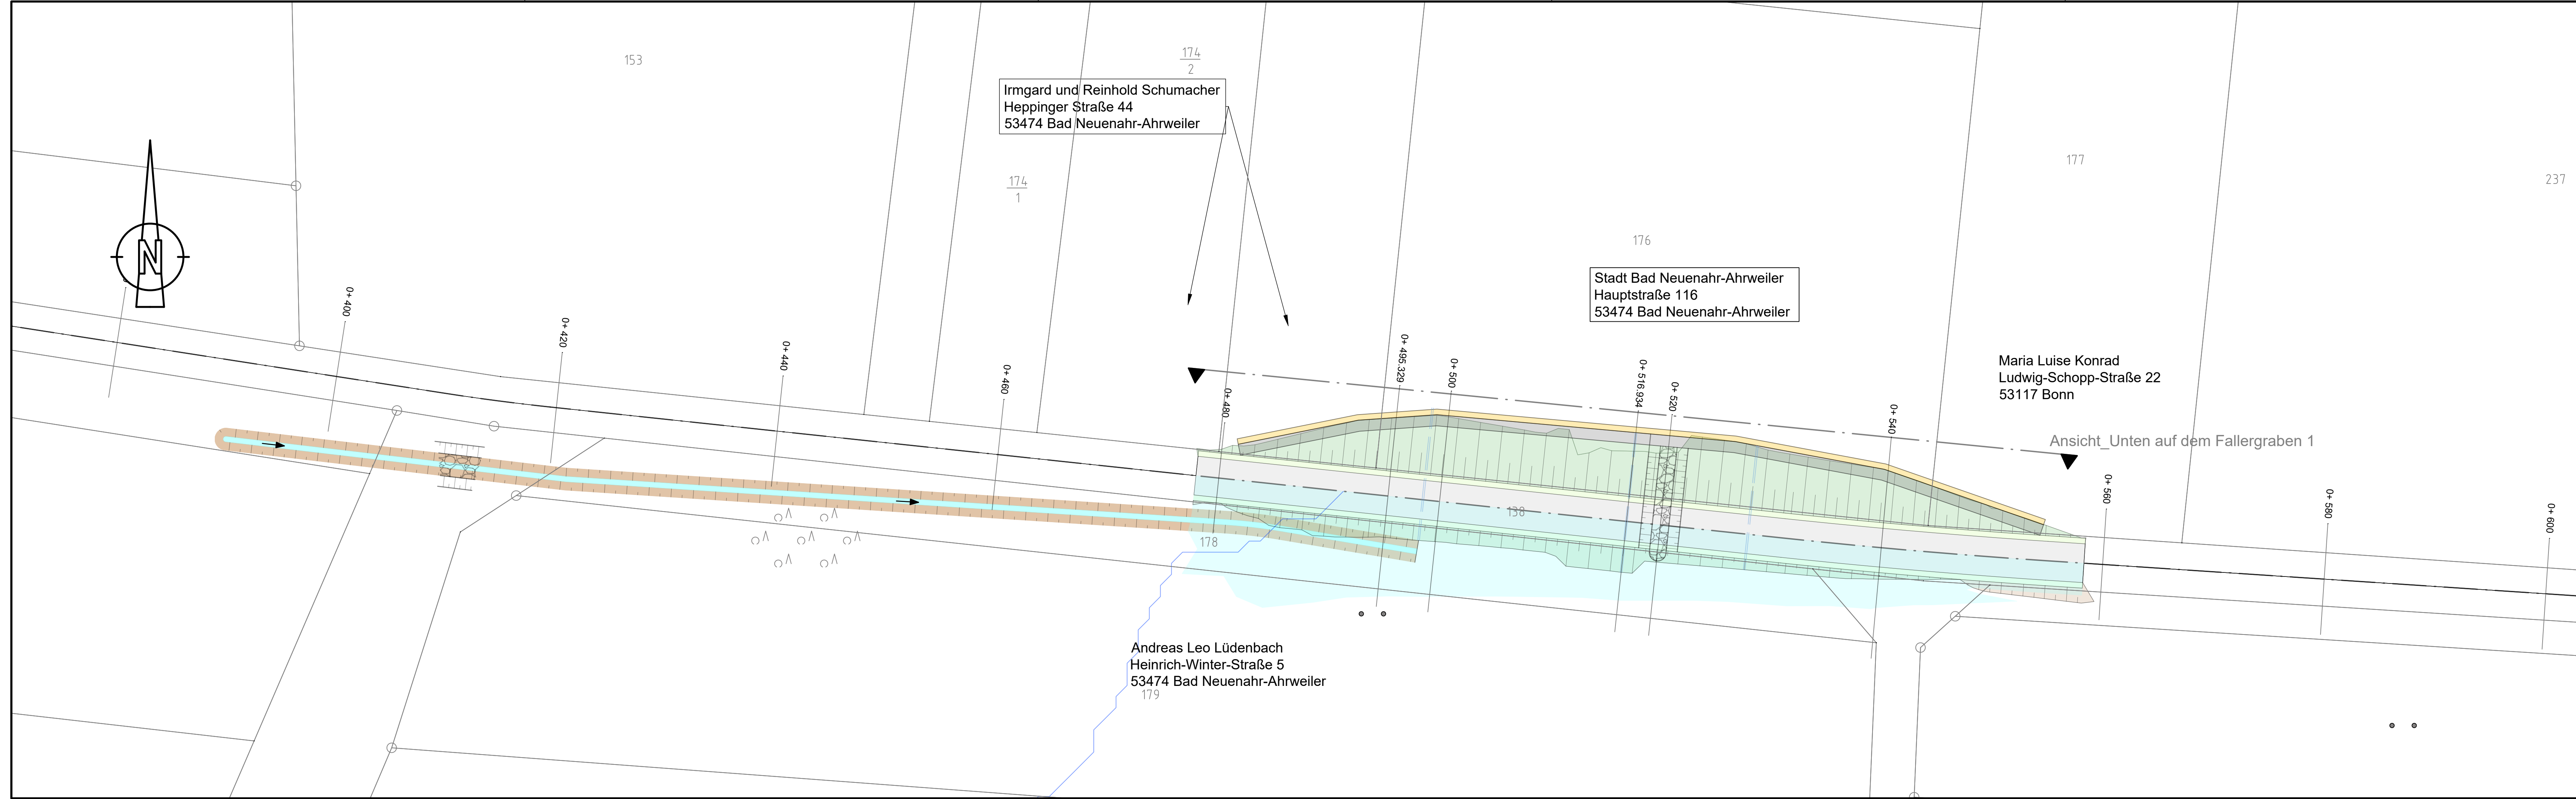 153
174
2
Irmgard und Reinhold Schumacher
Heppinger Straße 44
53474 Bad Neuenahr-Ahrweiler
174
1
177
237
176
Stadt Bad Neuenahr-Ahrweiler
Hauptstraße 116
53474 Bad Neuenahr-Ahrweiler
N
0+ 400
0+ 420
0+ 440
0+ 460
0+ 480
0+ 495.329
0+ 500
0+ 516.934
0+ 520
0+ 540
0+ 560
0+ 580
0+ 600
Maria Luise Konrad
Ludwig-Schopp-Straße 22
53117 Bonn
Ansicht_Unten auf dem Fallergraben 1
138
178
Andreas Leo Lüdenbach
Heinrich-Winter-Straße 5
53474 Bad Neuenahr-Ahrweiler
179